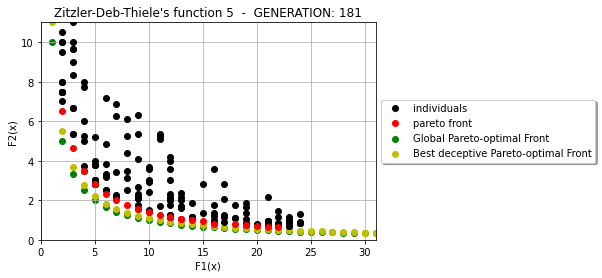 Zitzler-Deb-Thiele's function 5 - GENERATION: 181
10
8
6
4
2
0
F2(x)
0 5 10 15 20 25 30
F1(x)
individuals
pareto front
Global Pareto-optimal Front
Best deceptive Pareto-optimal Front